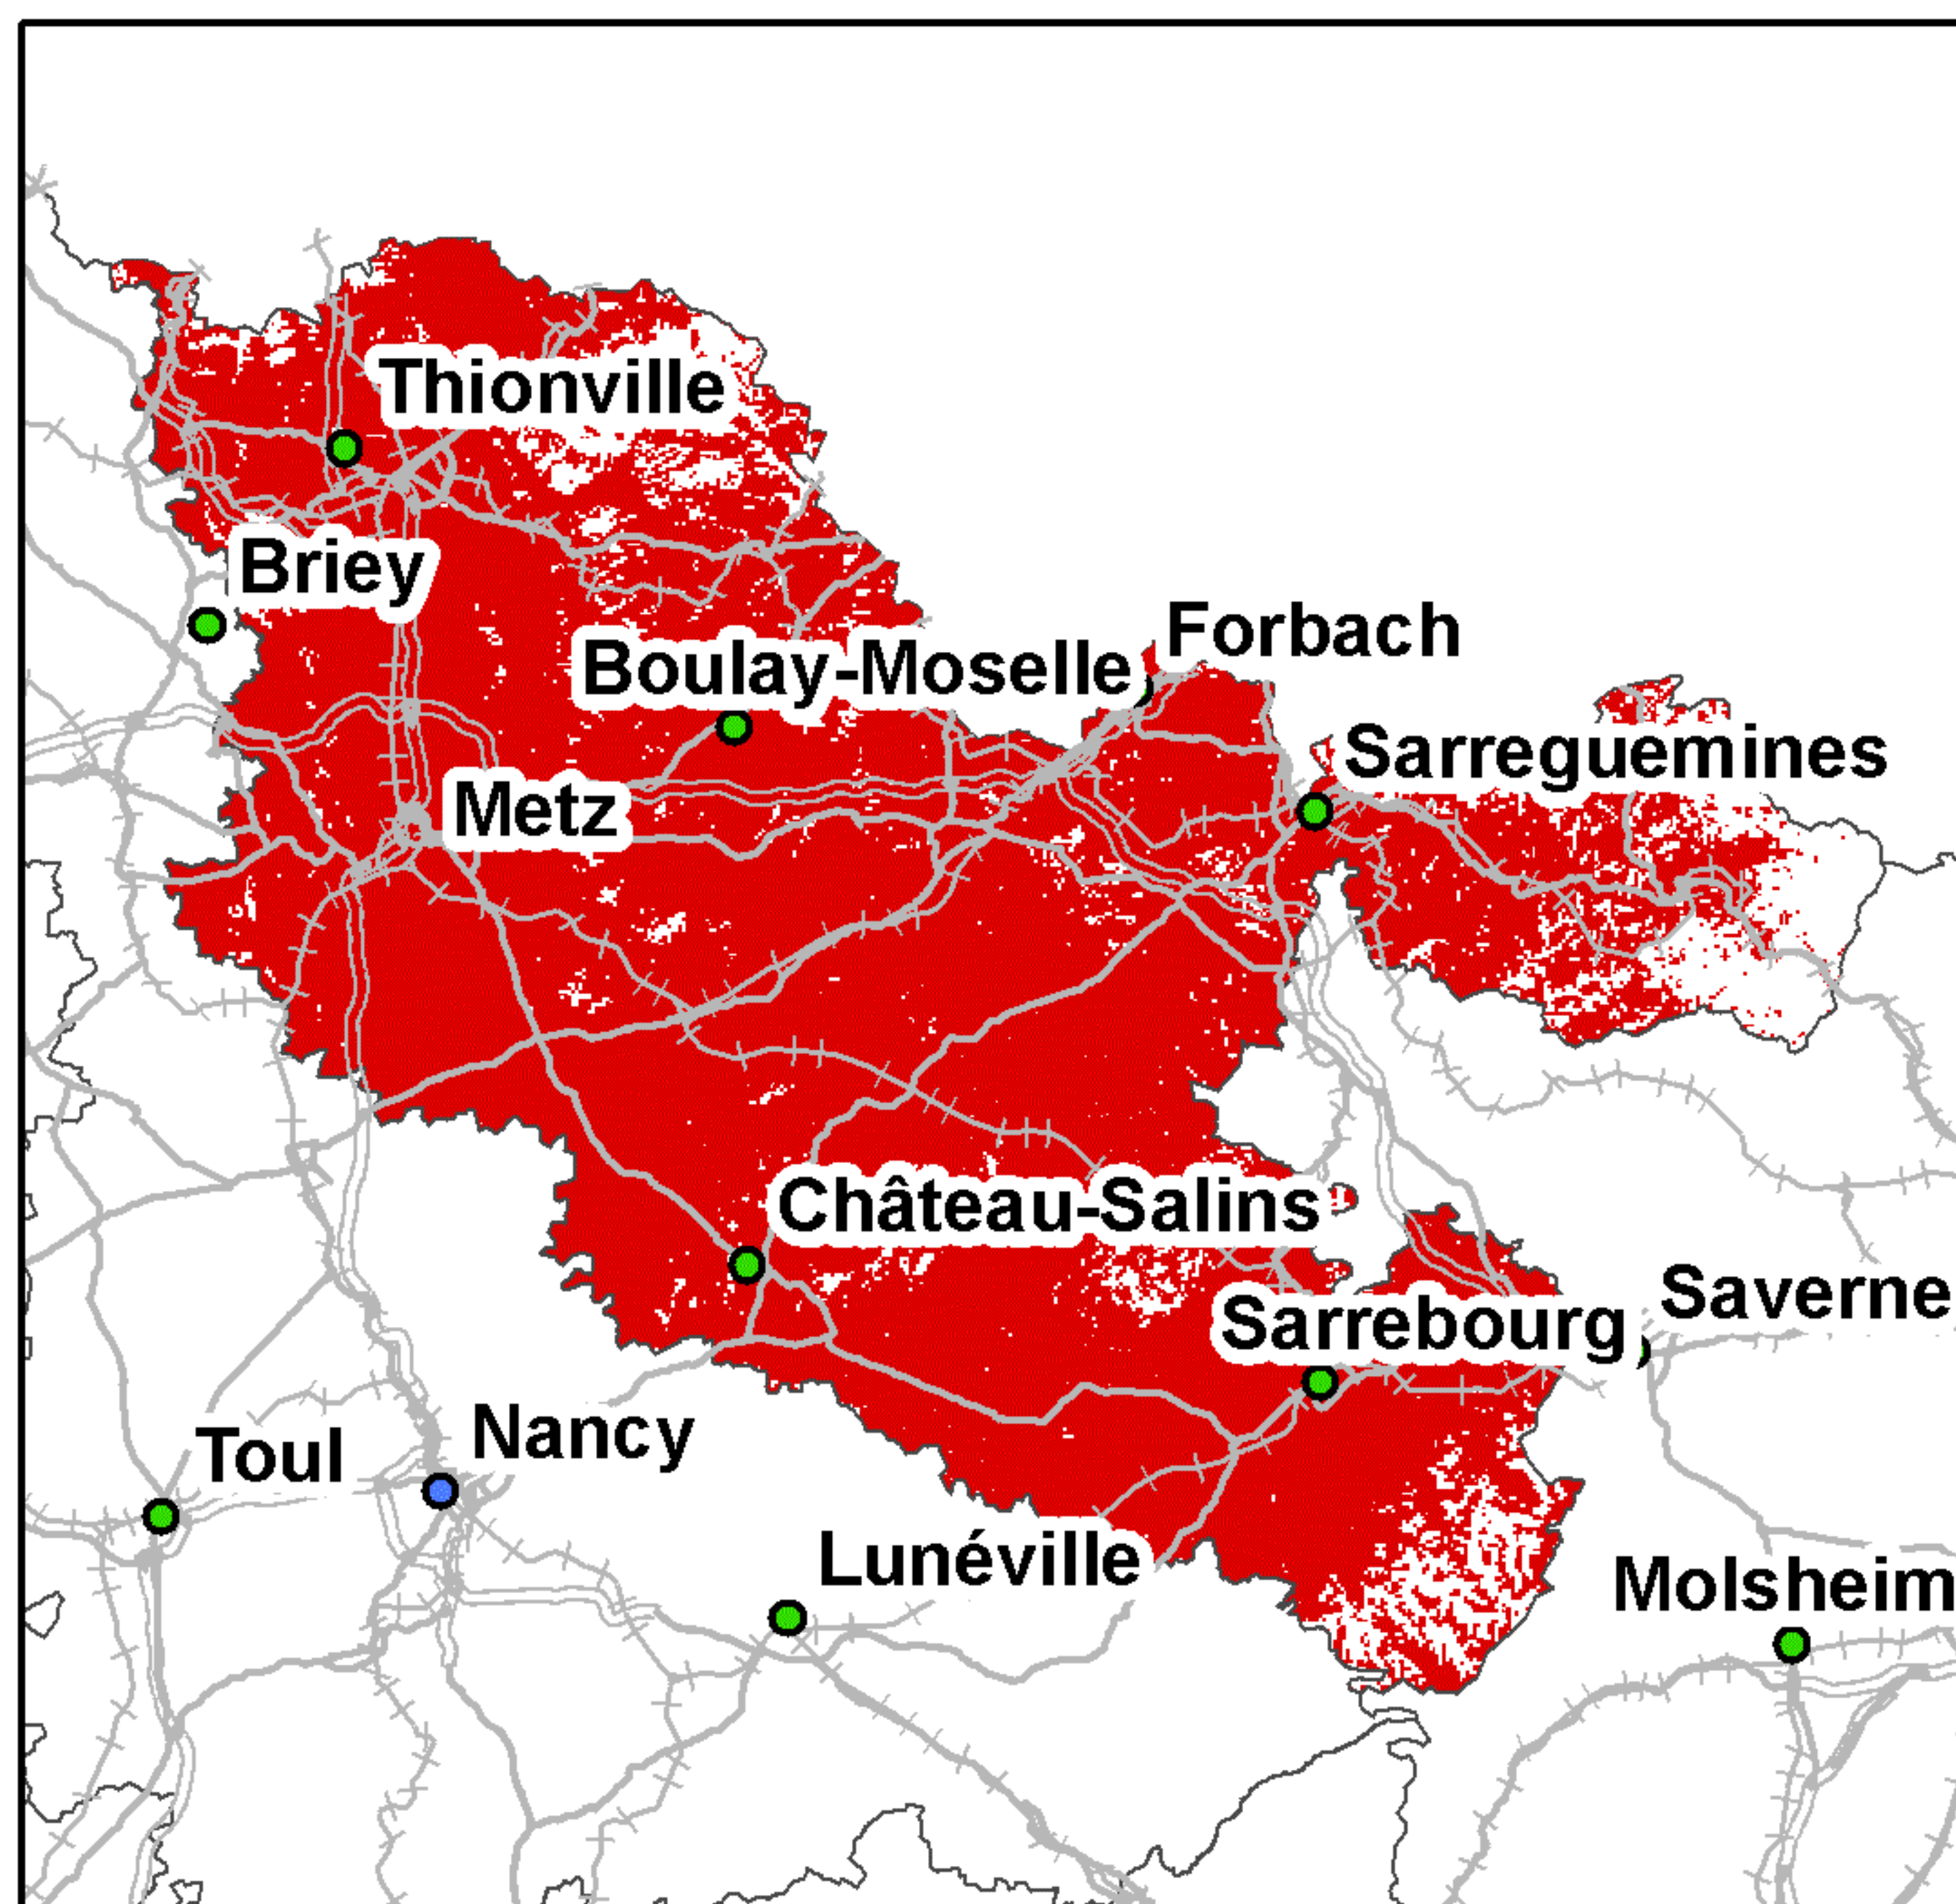 Thionville
Briey
Forbach
Boulay-Moselle
Sarreguemines
Metz
Château-Salins
Saverne
Sarrebourg
Nancy
Toul
Lunéville
Molsheim